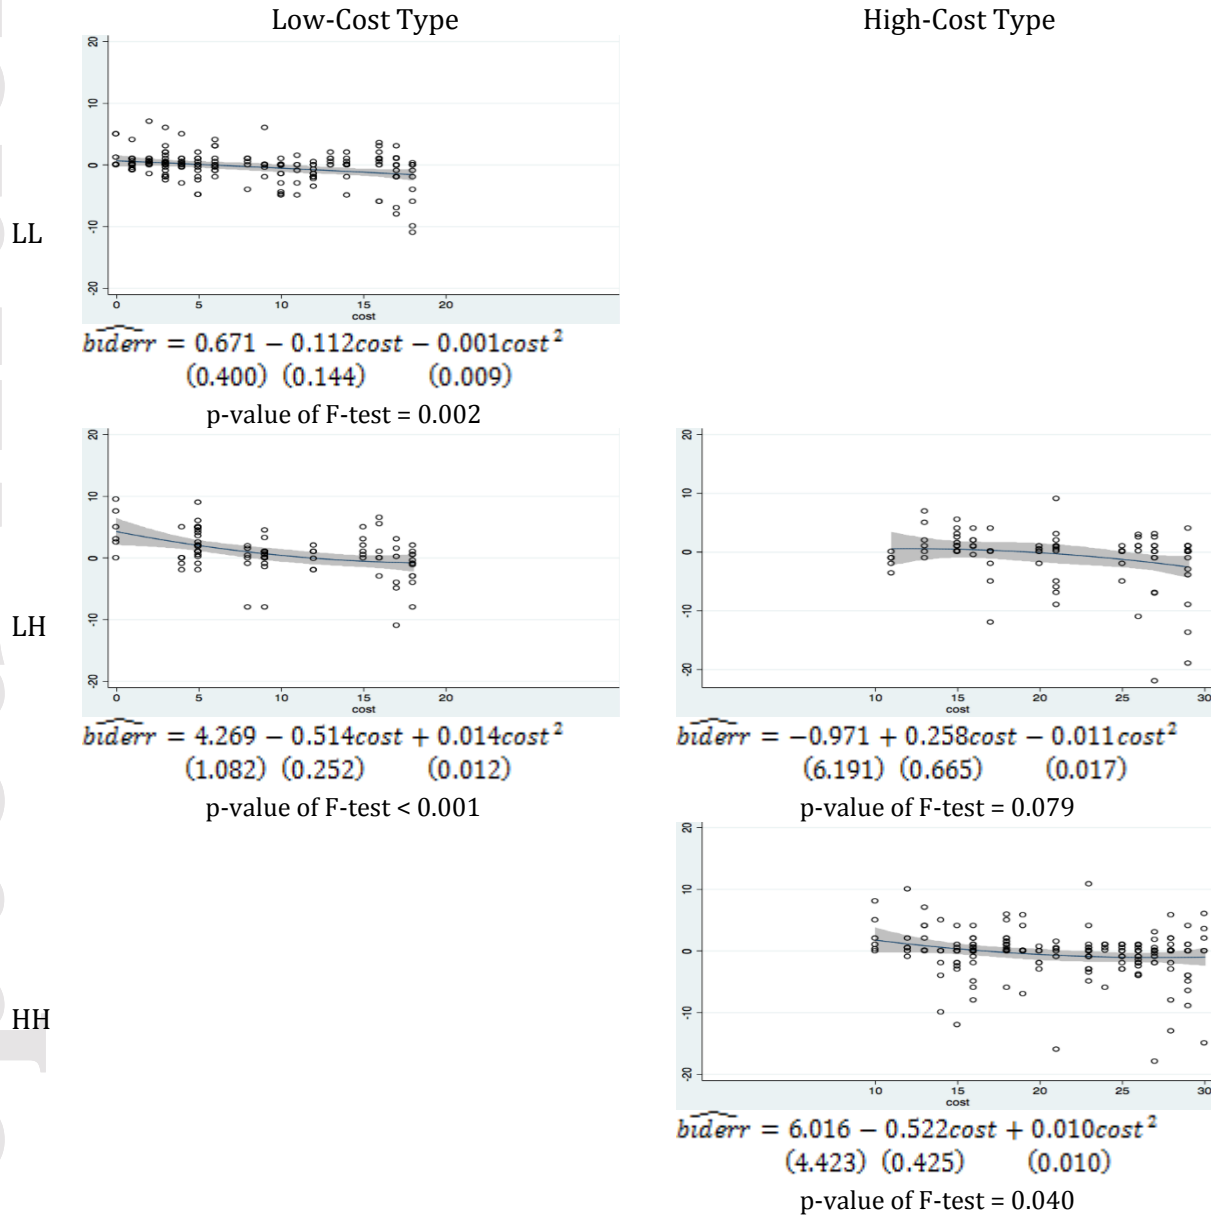 Low-Cost Type
High-Cost Type
20
10
0
-10
-20
0 5 10 15 20
cost
LL
biderr = 0.671 − 0.112cost − 0.001cost²
(0.400) (0.144) (0.009)
p-value of F-test = 0.002
20
10
0
-10
-20
0 5 10 15 20
cost
LH
biderr = 4.269 − 0.514cost + 0.014cost²
(1.082) (0.252) (0.012)
p-value of F-test < 0.001
20
10
0
-10
-20
10 15 20 25 30
cost
biderr = −0.971 + 0.258cost − 0.011cost²
(6.191) (0.665) (0.017)
p-value of F-test = 0.079
HH
20
10
0
-10
-20
10 15 20 25 30
cost
biderr = 6.016 − 0.522cost + 0.010cost²
(4.423) (0.425) (0.010)
p-value of F-test = 0.040